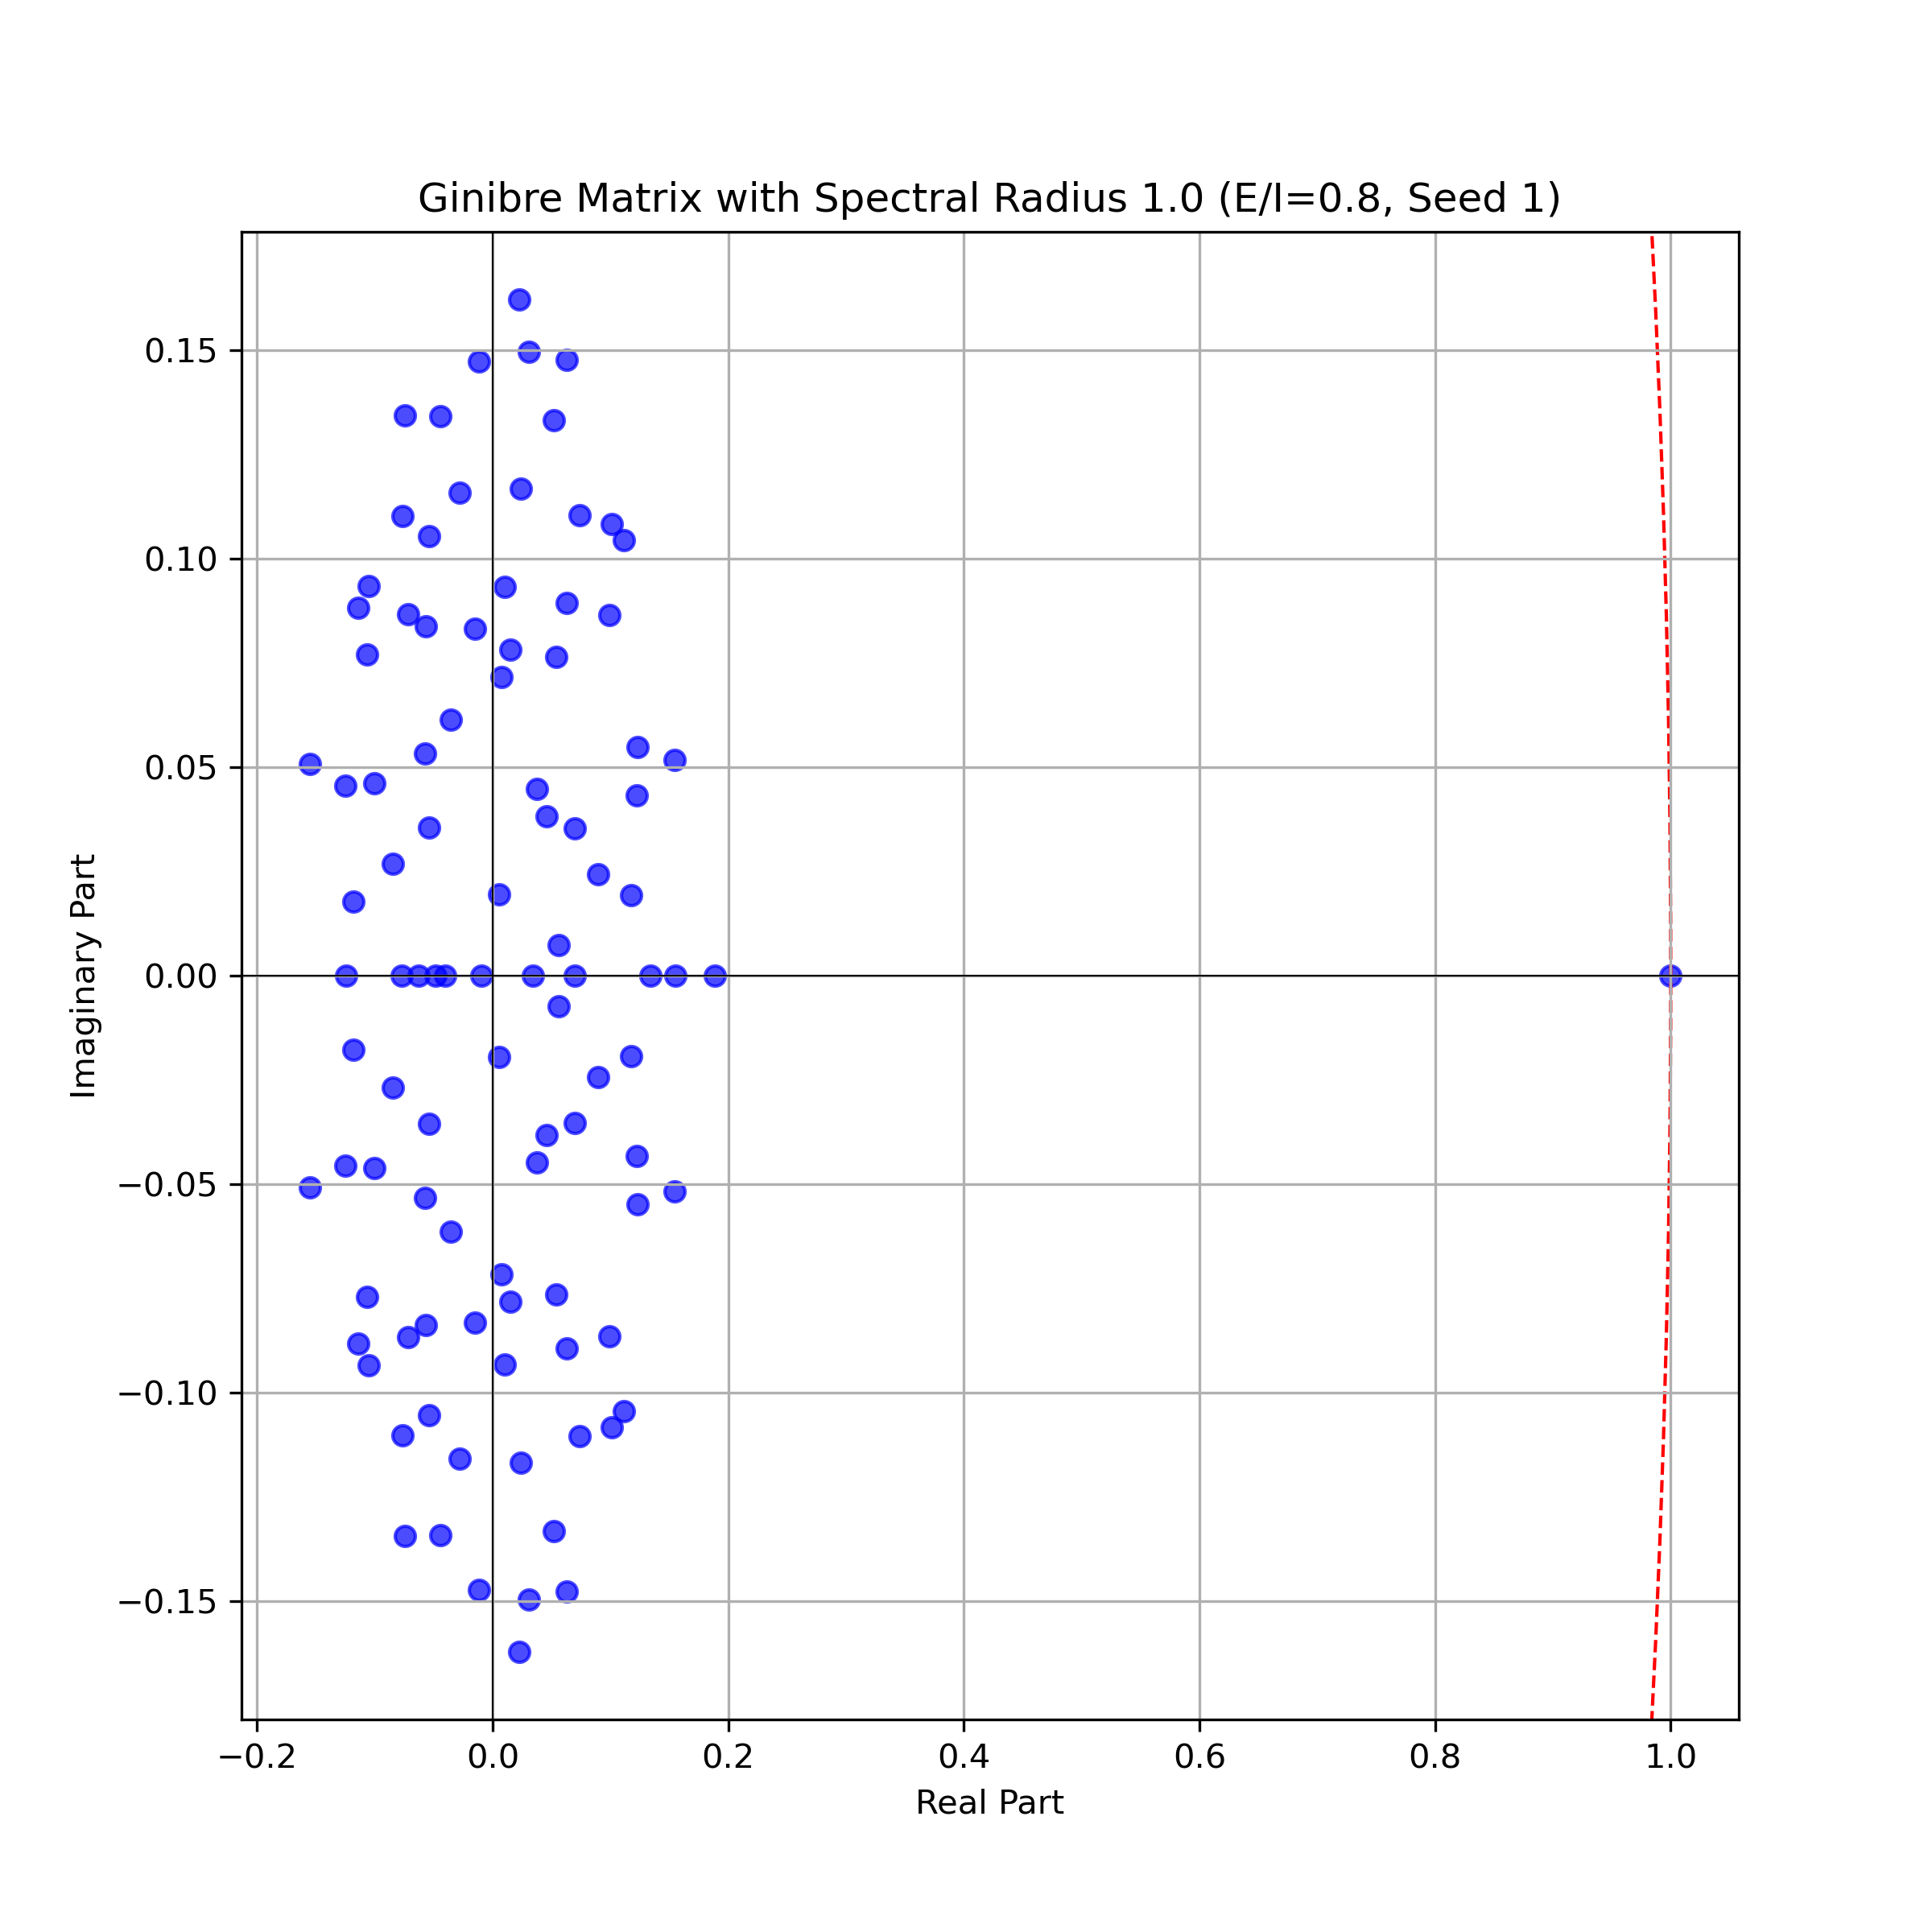 Ginibre Matrix with Spectral Radius 1.0 (E/I=0.8, Seed 1)
0.15
0.10
0.05
0.00
−0.05
−0.10
−0.15
Imaginary Part
−0.2 0.0 0.2 0.4 0.6 0.8 1.0
Real Part